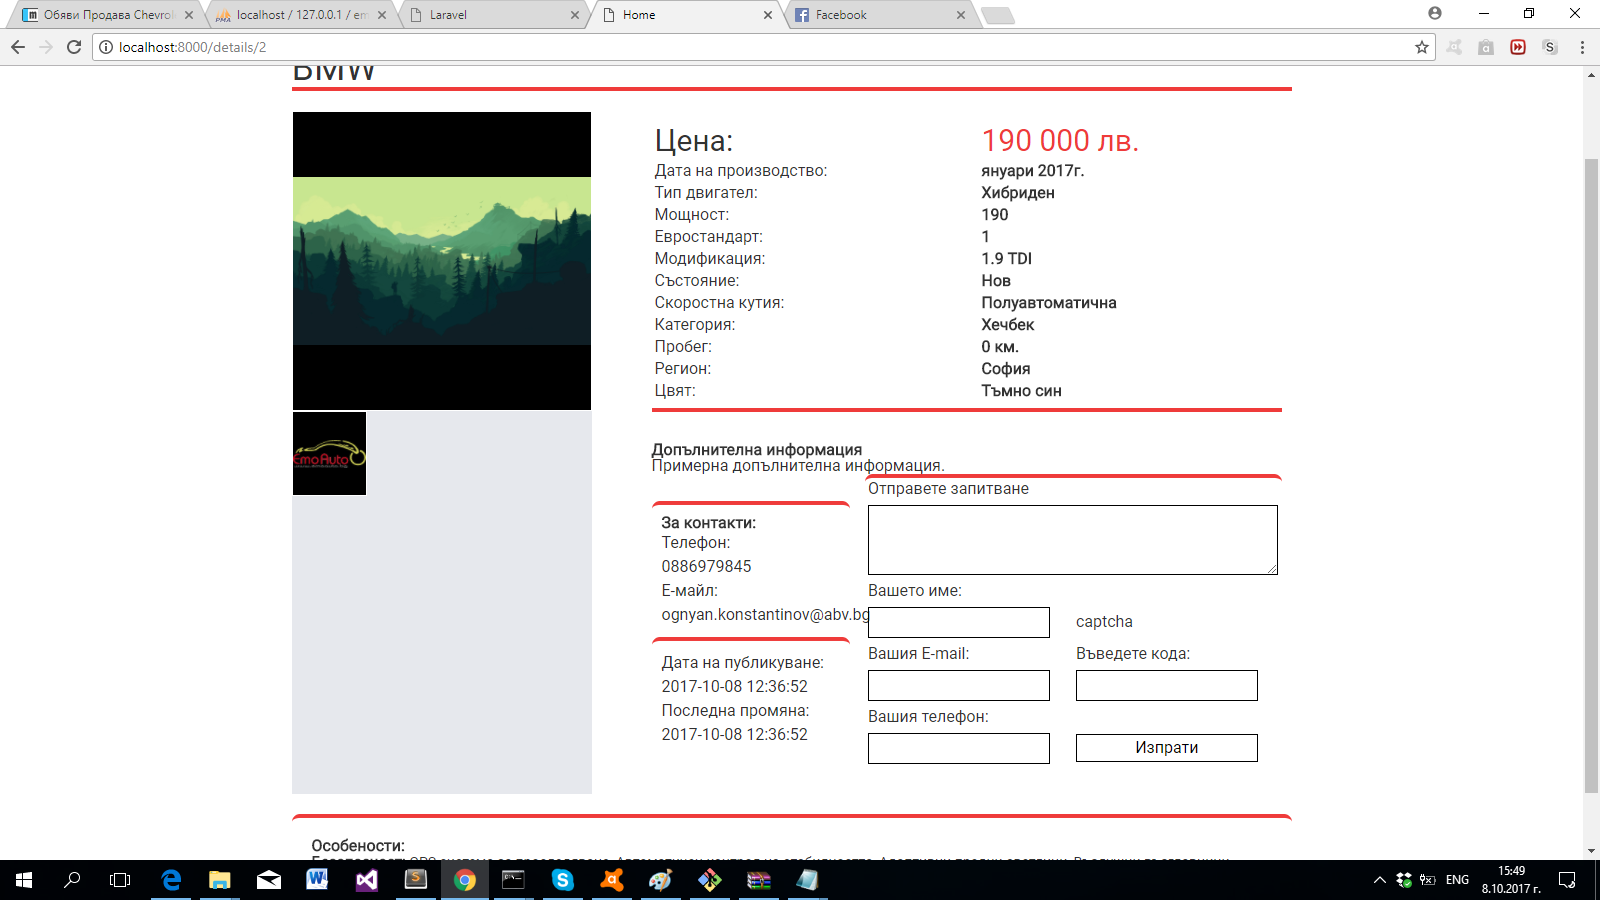 Обяви Продава Chevrol
localhost / 127.0.0.1 / em
Laravel
Home
Facebook
localhost:8000/details/2
BMW
Цена: 190 000 лв.
Дата на производство: януари 2017г.
Тип двигател: Хибриден
Мощност: 190
Евростандарт: 1
Модификация: 1.9 TDI
Състояние: Нов
Скоростна кутия: Полуавтоматична
Категория: Хечбек
Пробег: 0 км.
Регион: София
Цвят: Тъмно син
EmoAuto
Допълнителна информация
Примерна допълнителна информация.
За контакти:
Телефон:
0886979845
Е-майл:
ognyan.konstantinov@abv.bg
Дата на публикуване:
2017-10-08 12:36:52
Последна промяна:
2017-10-08 12:36:52
Отправете запитване
Вашето име:
captcha
Вашия E-mail:
Въведете кода:
Вашия телефон:
Изпрати
Особености:
ENG
15:49
8.10.2017 г.